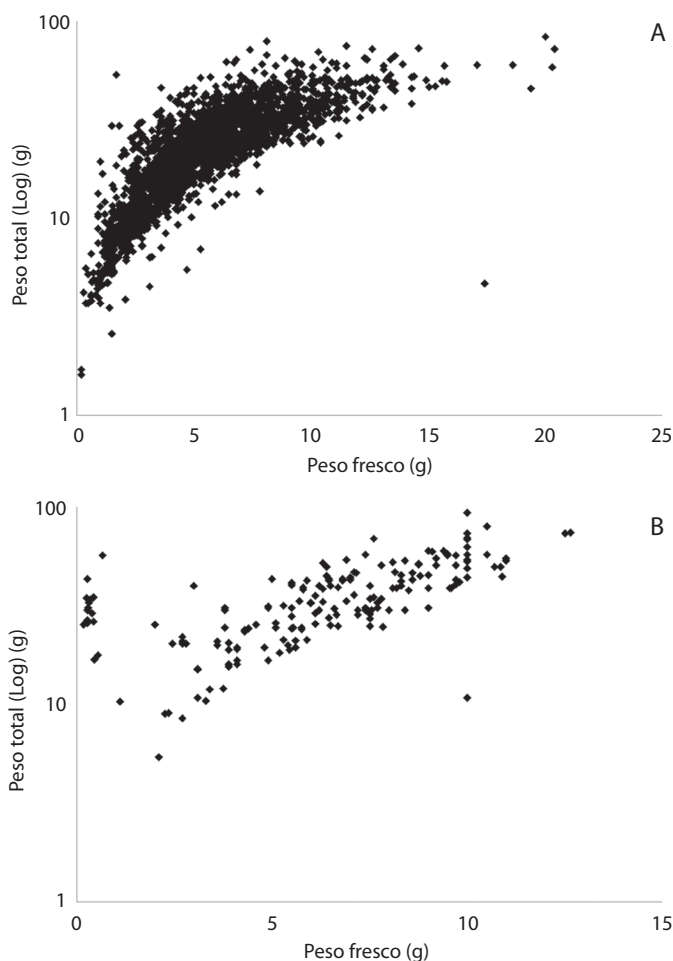 A
100
10
1
Peso total (Log) (g)
0 5 10 15 20 25
Peso fresco (g)
B
100
10
1
Peso total (Log) (g)
0 5 10 15
Peso fresco (g)